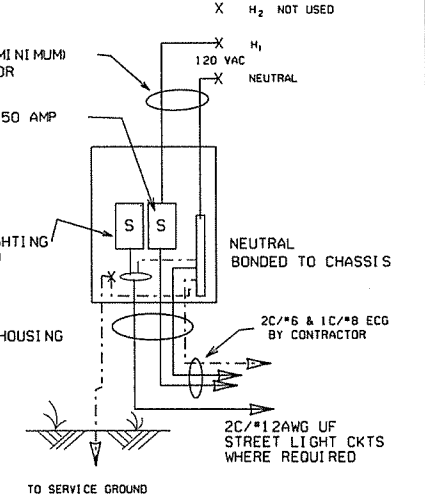 X H₂ NOT USED
X H₁
120 VAC
X NEUTRAL
MINIMUM)
OR
50 AMP
S S
HTING
NEUTRAL
BONDED TO CHASSIS
HOUSING
2C/#6 & 1C/#8 ECG
BY CONTRACTOR
2C/#12AWG UF
STREET LIGHT CKTS
WHERE REQUIRED
TO SERVICE GROUND